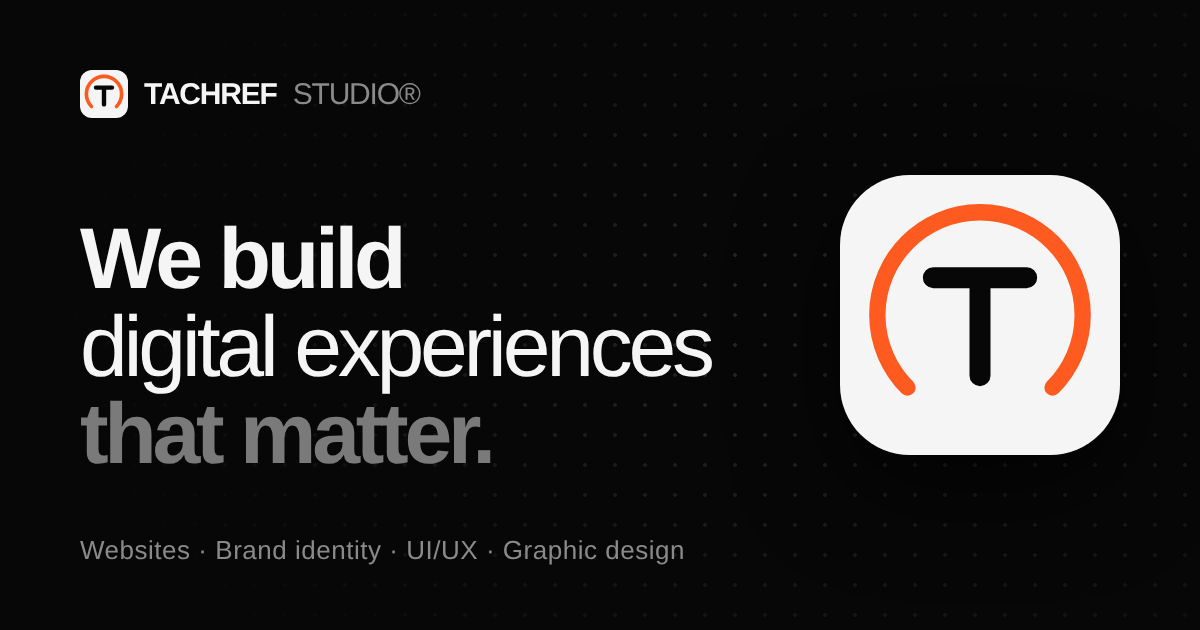 T TACHREF STUDIO®
We build
digital experiences
that matter.
T
Websites · Brand identity · UI/UX · Graphic design